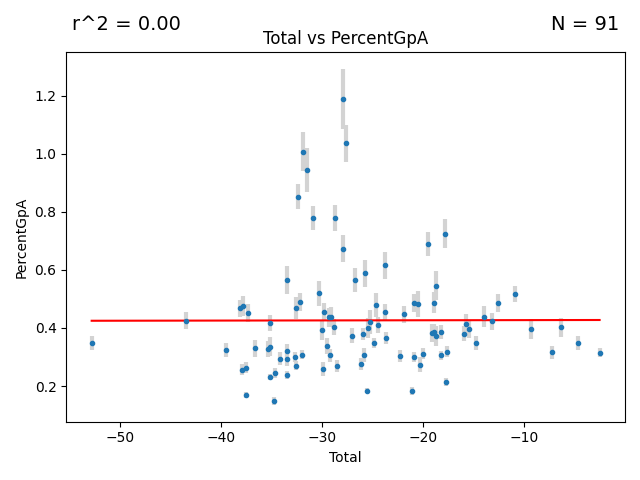 r^2 = 0.00
N = 91
Total vs PercentGpA
PercentGpA
1.2
1.0
0.8
0.6
0.4
0.2
−50
−40
−30
−20
−10
Total